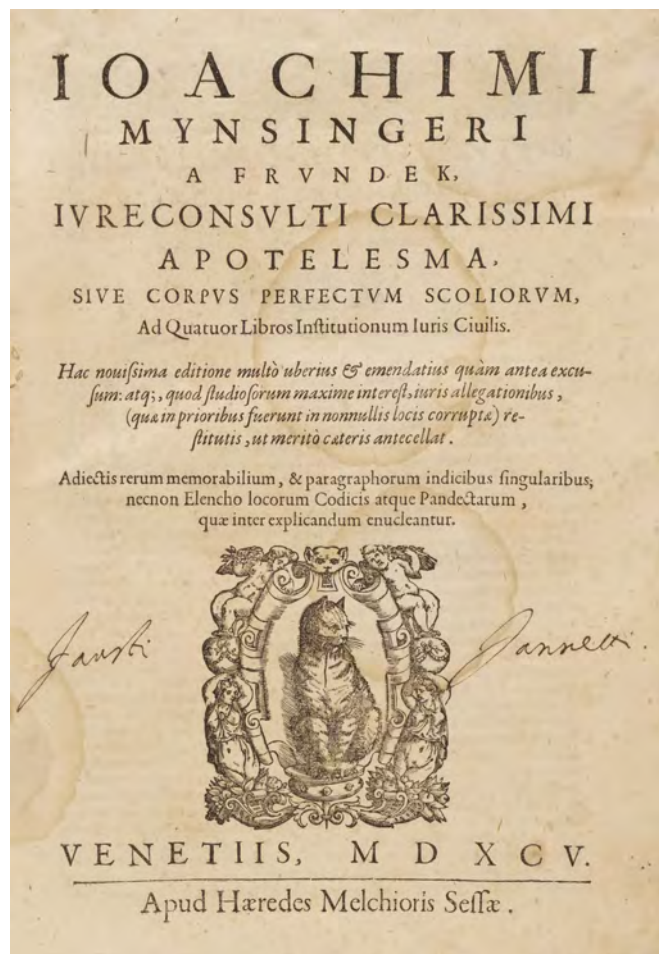 IOACHIMI
MYNSINGERI
A FRVNDEK,
IVRECONSVLTI CLARISSIMI
APOTELESMA,
SIVE CORPVS PERFECTVM SCOLIORVM,
Ad Quatuor Libros Inſtitutionum Iuris Ciuilis.
Hac nouiſsima editione multò uberius & emendatius quàm antea excu-
ſum: atq;, quod ſtudioſorum maxime intereſt, iuris allegationibus,
(quæ in prioribus fuerunt in nonnullis locis corruptæ) re-
ſtitutis, ut meritò cæteris antecellat.
Adiectis rerum memorabilium, & paragraphorum indicibus ſingularibus;
necnon Elencho locorum Codicis atque Pandectarum,
quæ inter explicandum enucleantur.
Fausti Iannetti
VENETIIS, M D X C V.
Apud Hæredes Melchioris Seſſæ.